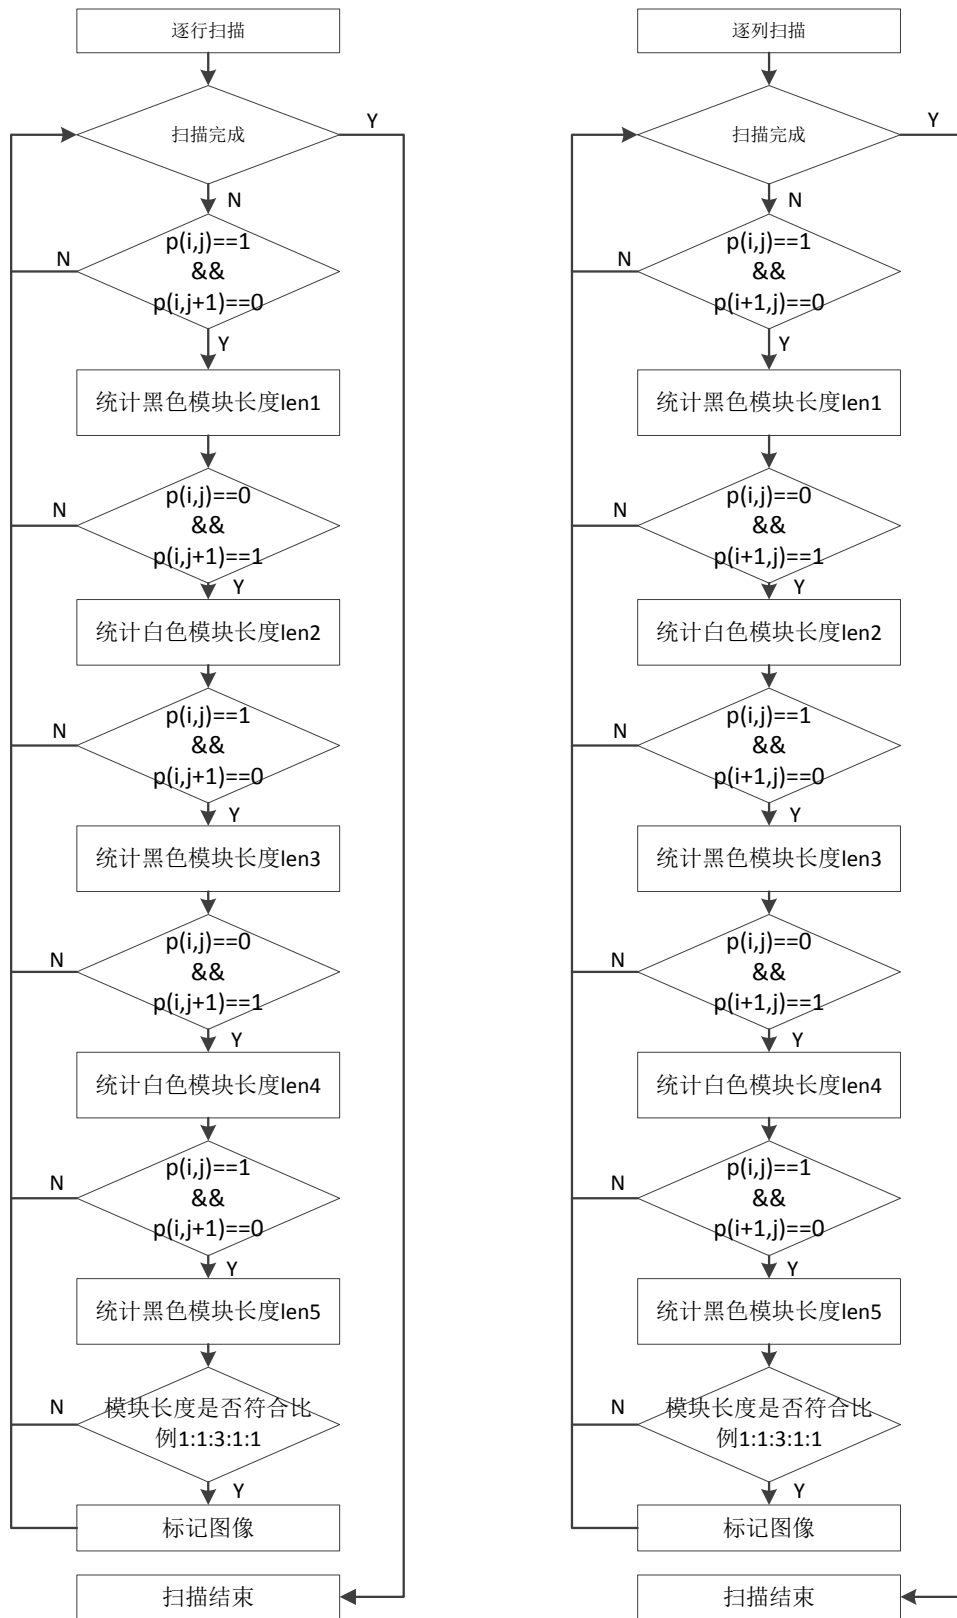 逐行扫描
扫描完成
Y
N
p(i,j)==1
&&
p(i,j+1)==0
N
Y
统计黑色模块长度len1
p(i,j)==0
&&
p(i,j+1)==1
N
Y
统计白色模块长度len2
p(i,j)==1
&&
p(i,j+1)==0
N
Y
统计黑色模块长度len3
p(i,j)==0
&&
p(i,j+1)==1
N
Y
统计白色模块长度len4
p(i,j)==1
&&
p(i,j+1)==0
N
Y
统计黑色模块长度len5
模块长度是否符合比
例1:1:3:1:1
N
Y
标记图像
扫描结束
逐列扫描
扫描完成
Y
N
p(i,j)==1
&&
p(i+1,j)==0
N
Y
统计黑色模块长度len1
p(i,j)==0
&&
p(i+1,j)==1
N
Y
统计白色模块长度len2
p(i,j)==1
&&
p(i+1,j)==0
N
Y
统计黑色模块长度len3
p(i,j)==0
&&
p(i+1,j)==1
N
Y
统计白色模块长度len4
p(i,j)==1
&&
p(i+1,j)==0
N
Y
统计黑色模块长度len5
模块长度是否符合比
例1:1:3:1:1
N
Y
标记图像
扫描结束